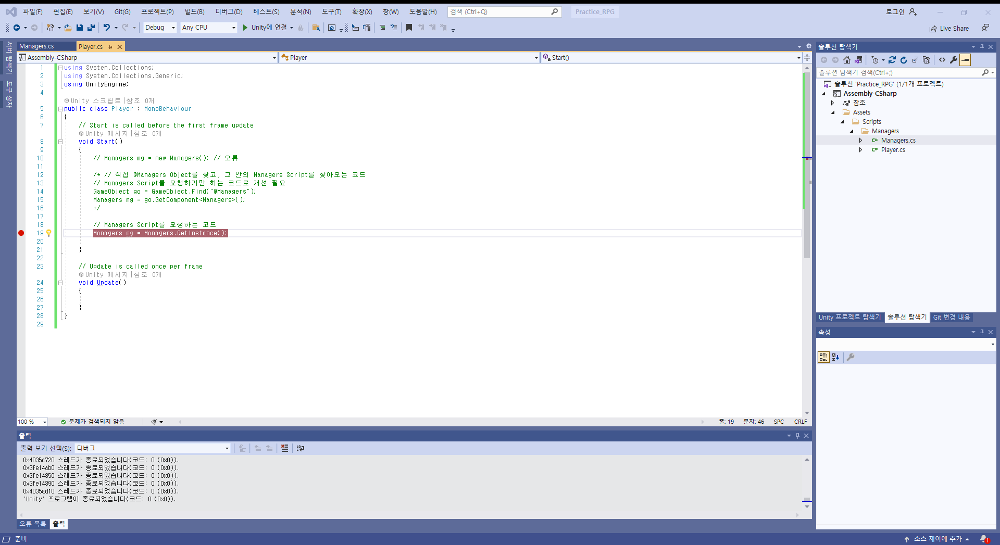 파일(F) 편집(E) 보기(V) Git(G) 프로젝트(P) 빌드(B) 디버그(D) 테스트(S) 분석(N) 도구(T) 확장(X) 창(W) 도움말(H) 검색 (Ctrl+Q) Practice_RPG 로그인
Debug Any CPU Unity에 연결 Live Share
서버 탐색기
도구 상자
Managers.cs Player.cs
Assembly-CSharp Player Start()
1 using System.Collections;
2 using System.Collections.Generic;
3 using UnityEngine;
4
Unity 스크립트|참조 0개
5 public class Player : MonoBehaviour
6 {
7 // Start is called before the first frame update
Unity 메시지|참조 0개
8 void Start()
9 {
10 // Managers mg = new Managers(); // 오류
11
12 /* // 직접 @Managers Object를 찾고, 그 안의 Managers Script를 찾아오는 코드
13 // Managers Script를 요청하기만 하는 코드로 개선 필요
14 GameObject go = GameObject.Find("@Managers");
15 Managers mg = go.GetComponent<Managers>();
16 */
17
18 // Managers Script를 요청하는 코드
19 Managers mg = Managers.GetInstance();
20
21 }
22
23 // Update is called once per frame
Unity 메시지|참조 0개
24 void Update()
25 {
26
27 }
28 }
29
100 % 문제가 검색되지 않음 줄: 19 문자: 46 SPC CRLF
출력
출력 보기 선택(S): 디버그
0x4035a720 스레드가 종료되었습니다(코드: 0 (0x0)).
0x3fe14ab0 스레드가 종료되었습니다(코드: 0 (0x0)).
0x3fe14850 스레드가 종료되었습니다(코드: 0 (0x0)).
0x3fe14390 스레드가 종료되었습니다(코드: 0 (0x0)).
0x4035ad10 스레드가 종료되었습니다(코드: 0 (0x0)).
'Unity' 프로그램이 종료되었습니다(코드: 0 (0x0)).
오류 목록 출력
솔루션 탐색기
솔루션 탐색기 검색(Ctrl+;)
솔루션 'Practice_RPG' (1/1개 프로젝트)
Assembly-CSharp
참조
Assets
Scripts
Managers
C# Managers.cs
C# Player.cs
Unity 프로젝트 탐색기 솔루션 탐색기 Git 변경 내용
속성
준비 소스 제어에 추가 1